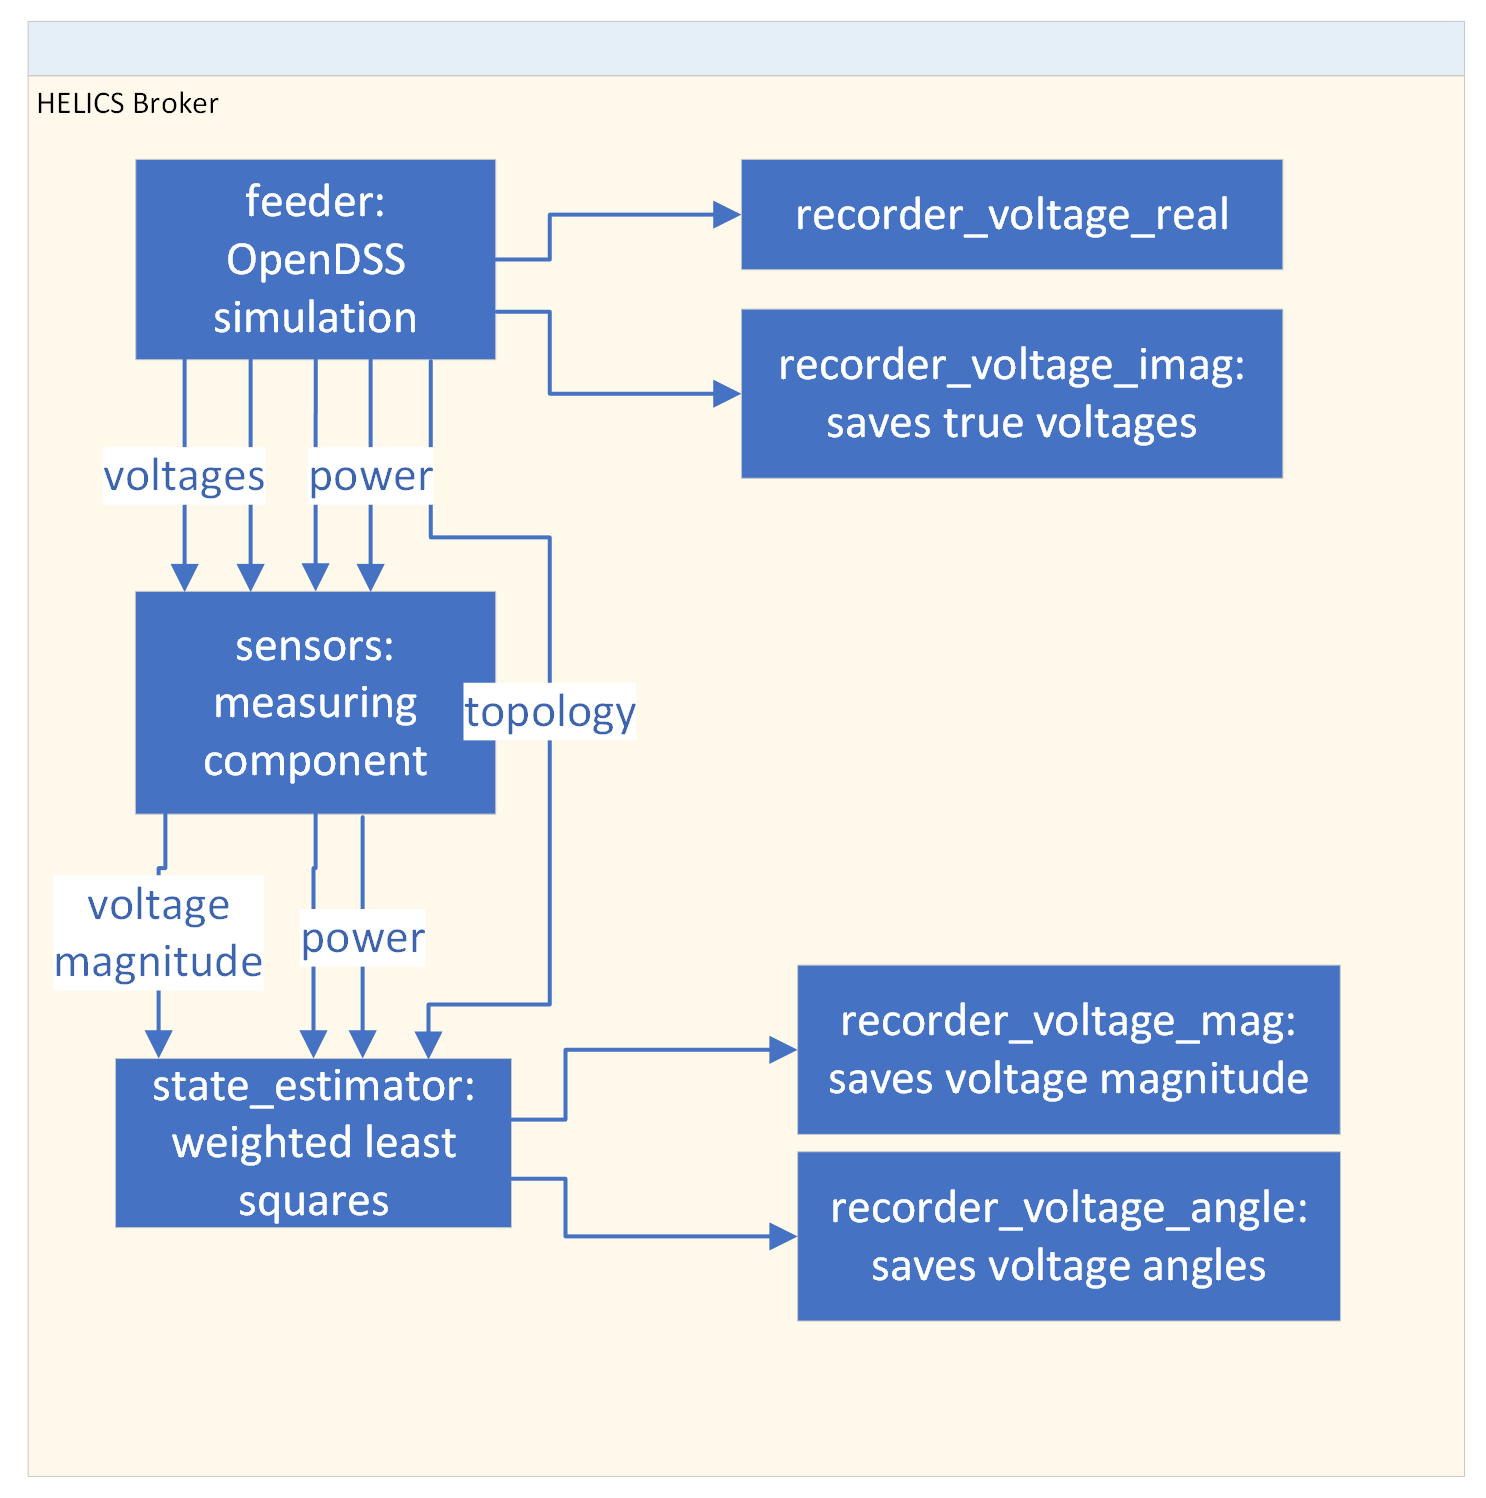 HELICS Broker
feeder:
OpenDSS
simulation
recorder_voltage_real
recorder_voltage_imag:
saves true voltages
voltages
power
sensors:
measuring
component
topology
voltage
magnitude
power
state_estimator:
weighted least
squares
recorder_voltage_mag:
saves voltage magnitude
recorder_voltage_angle:
saves voltage angles